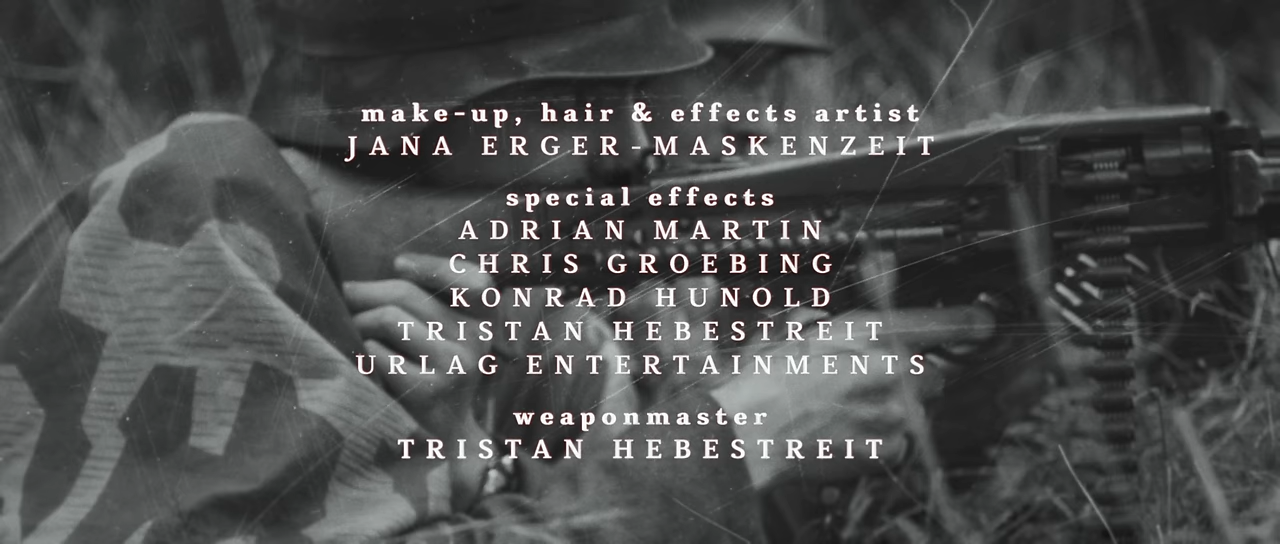 make-up, hair & effects artist
JANA ERGER-MASKENZEIT
special effects
ADRIAN MARTIN
CHRIS GROEBING
KONRAD HUNOLD
TRISTAN HEBESTREIT
URLAG ENTERTAINMENTS
weaponmaster
TRISTAN HEBESTREIT